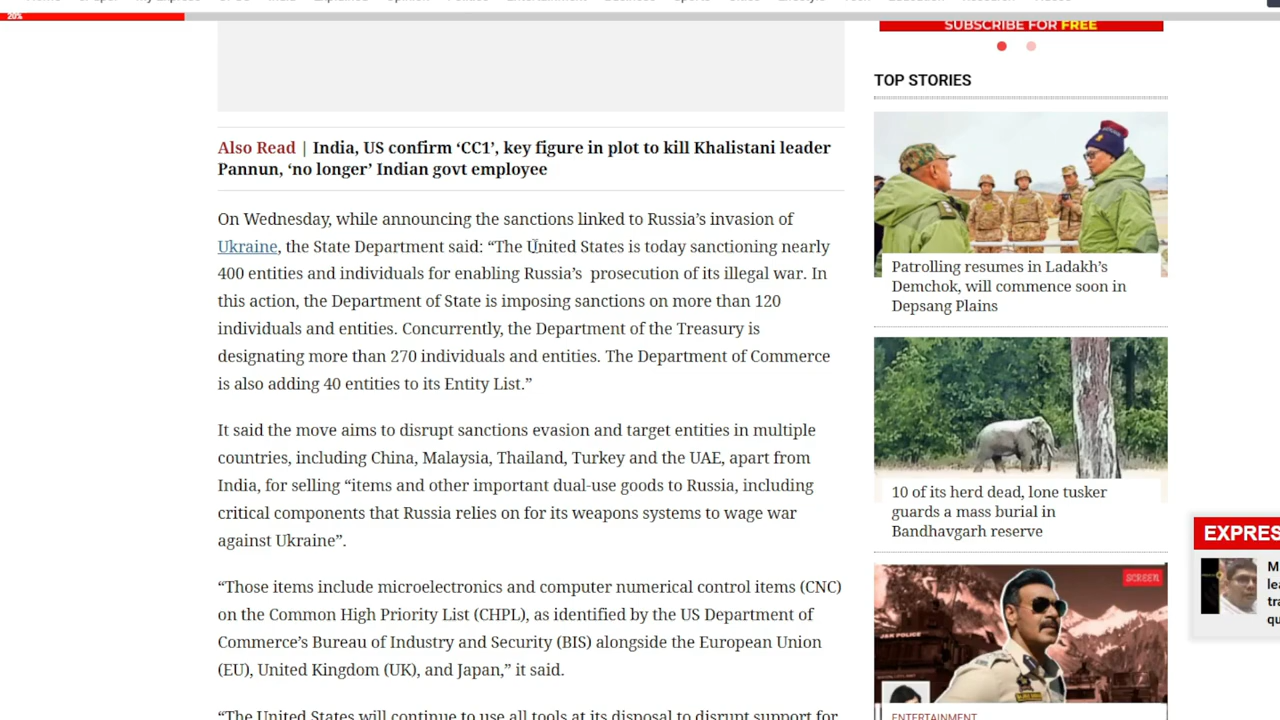 20%
SUBSCRIBE FOR FREE
TOP STORIES
Also Read | India, US confirm ‘CC1’, key figure in plot to kill Khalistani leader
Pannun, ‘no longer’ Indian govt employee
On Wednesday, while announcing the sanctions linked to Russia’s invasion of
Ukraine, the State Department said: “The United States is today sanctioning nearly
400 entities and individuals for enabling Russia’s prosecution of its illegal war. In
this action, the Department of State is imposing sanctions on more than 120
individuals and entities. Concurrently, the Department of the Treasury is
designating more than 270 individuals and entities. The Department of Commerce
is also adding 40 entities to its Entity List.”
It said the move aims to disrupt sanctions evasion and target entities in multiple
countries, including China, Malaysia, Thailand, Turkey and the UAE, apart from
India, for selling “items and other important dual-use goods to Russia, including
critical components that Russia relies on for its weapons systems to wage war
against Ukraine”.
“Those items include microelectronics and computer numerical control items (CNC)
on the Common High Priority List (CHPL), as identified by the US Department of
Commerce’s Bureau of Industry and Security (BIS) alongside the European Union
(EU), United Kingdom (UK), and Japan,” it said.
“The United States will continue to use all tools at its disposal to disrupt support for
Patrolling resumes in Ladakh’s
Demchok, will commence soon in
Depsang Plains
10 of its herd dead, lone tusker
guards a mass burial in
Bandhavgarh reserve
SCREEN
J&K POLICE
ENTERTAINMENT
EXPRES
M
lea
tra
qu